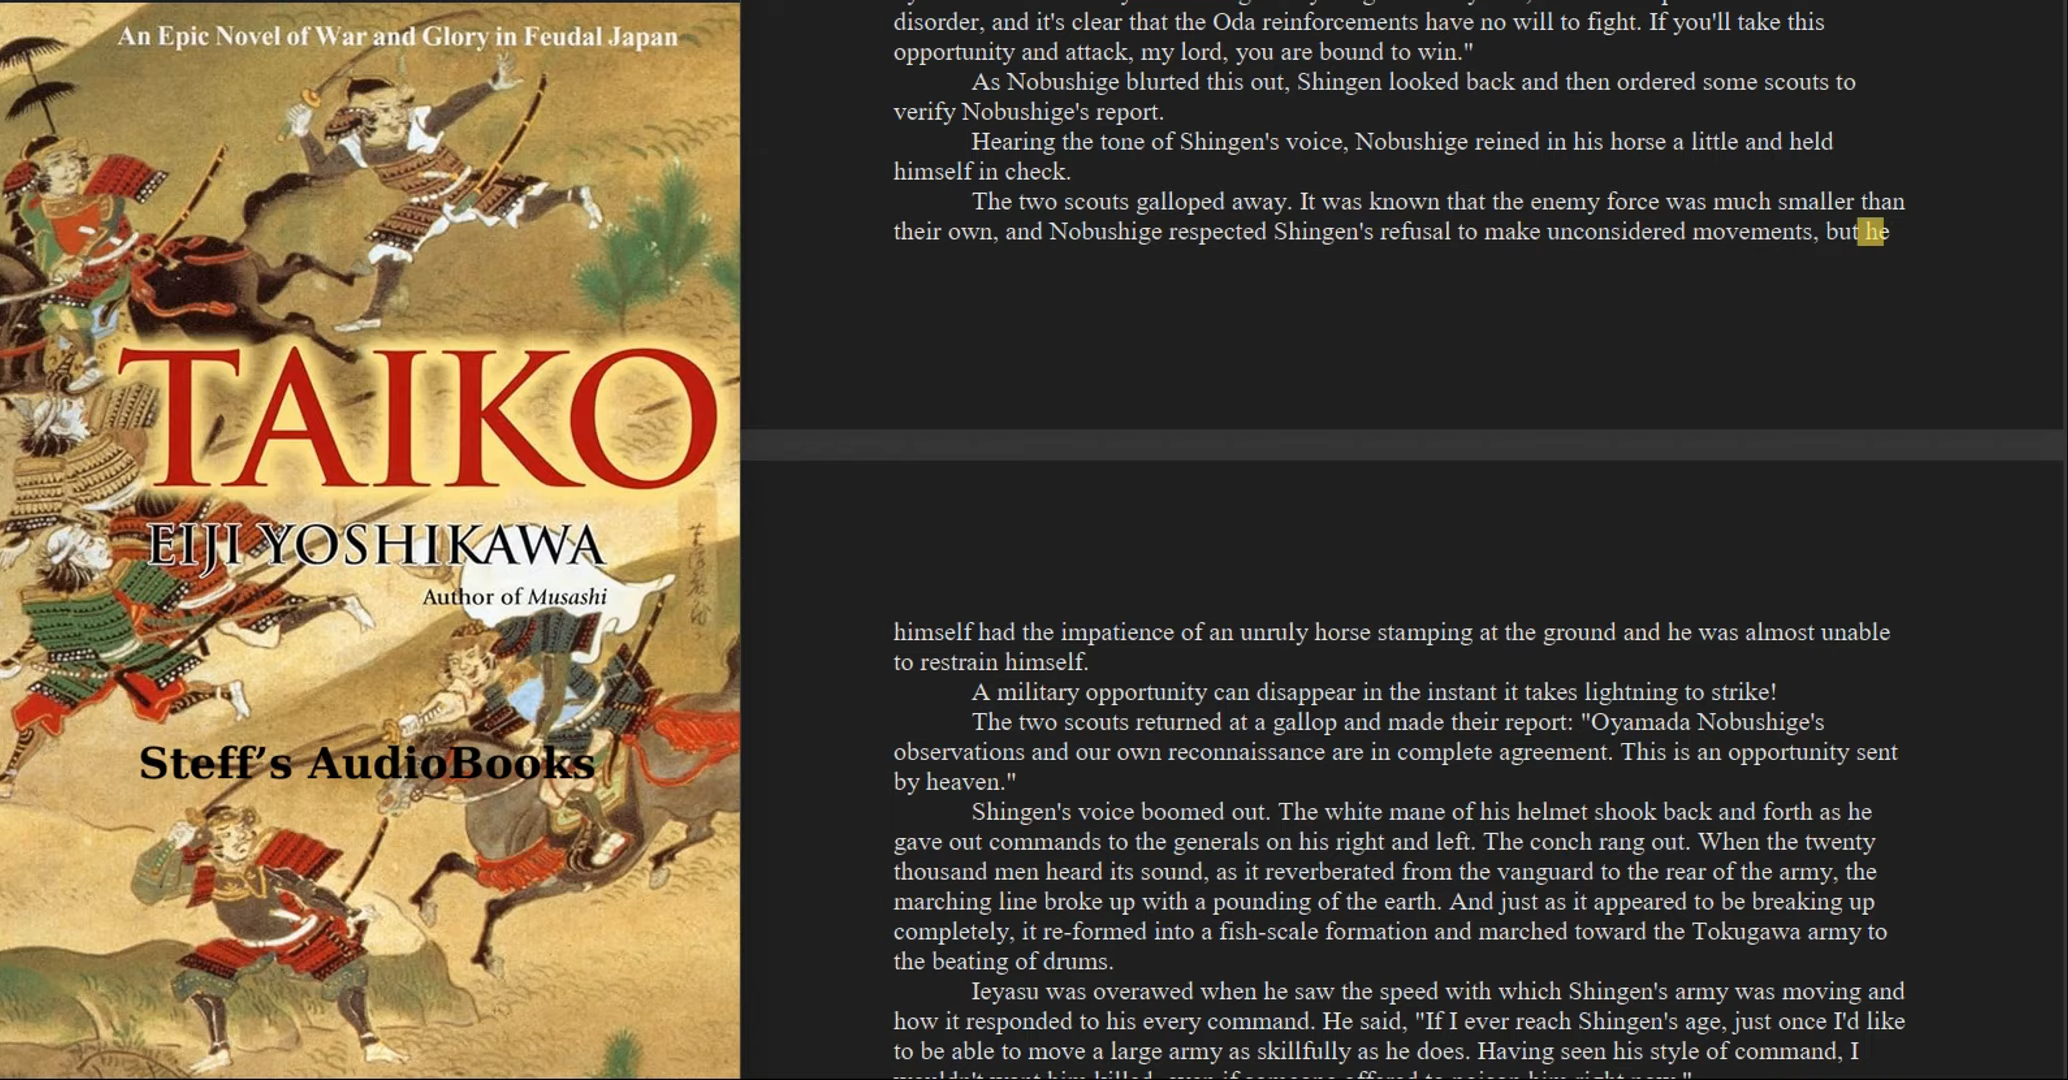 An Epic Novel of War and Glory in Feudal Japan
TAIKO
EIJI YOSHIKAWA
Author of Musashi
Steff's AudioBooks
disorder, and it's clear that the Oda reinforcements have no will to fight. If you'll take this
opportunity and attack, my lord, you are bound to win."
As Nobushige blurted this out, Shingen looked back and then ordered some scouts to
verify Nobushige's report.
Hearing the tone of Shingen's voice, Nobushige reined in his horse a little and held
himself in check.
The two scouts galloped away. It was known that the enemy force was much smaller than
their own, and Nobushige respected Shingen's refusal to make unconsidered movements, but he
himself had the impatience of an unruly horse stamping at the ground and he was almost unable
to restrain himself.
A military opportunity can disappear in the instant it takes lightning to strike!
The two scouts returned at a gallop and made their report: "Oyamada Nobushige's
observations and our own reconnaissance are in complete agreement. This is an opportunity sent
by heaven."
Shingen's voice boomed out. The white mane of his helmet shook back and forth as he
gave out commands to the generals on his right and left. The conch rang out. When the twenty
thousand men heard its sound, as it reverberated from the vanguard to the rear of the army, the
marching line broke up with a pounding of the earth. And just as it appeared to be breaking up
completely, it re-formed into a fish-scale formation and marched toward the Tokugawa army to
the beating of drums.
Ieyasu was overawed when he saw the speed with which Shingen's army was moving and
how it responded to his every command. He said, "If I ever reach Shingen's age, just once I'd like
to be able to move a large army as skillfully as he does. Having seen his style of command, I